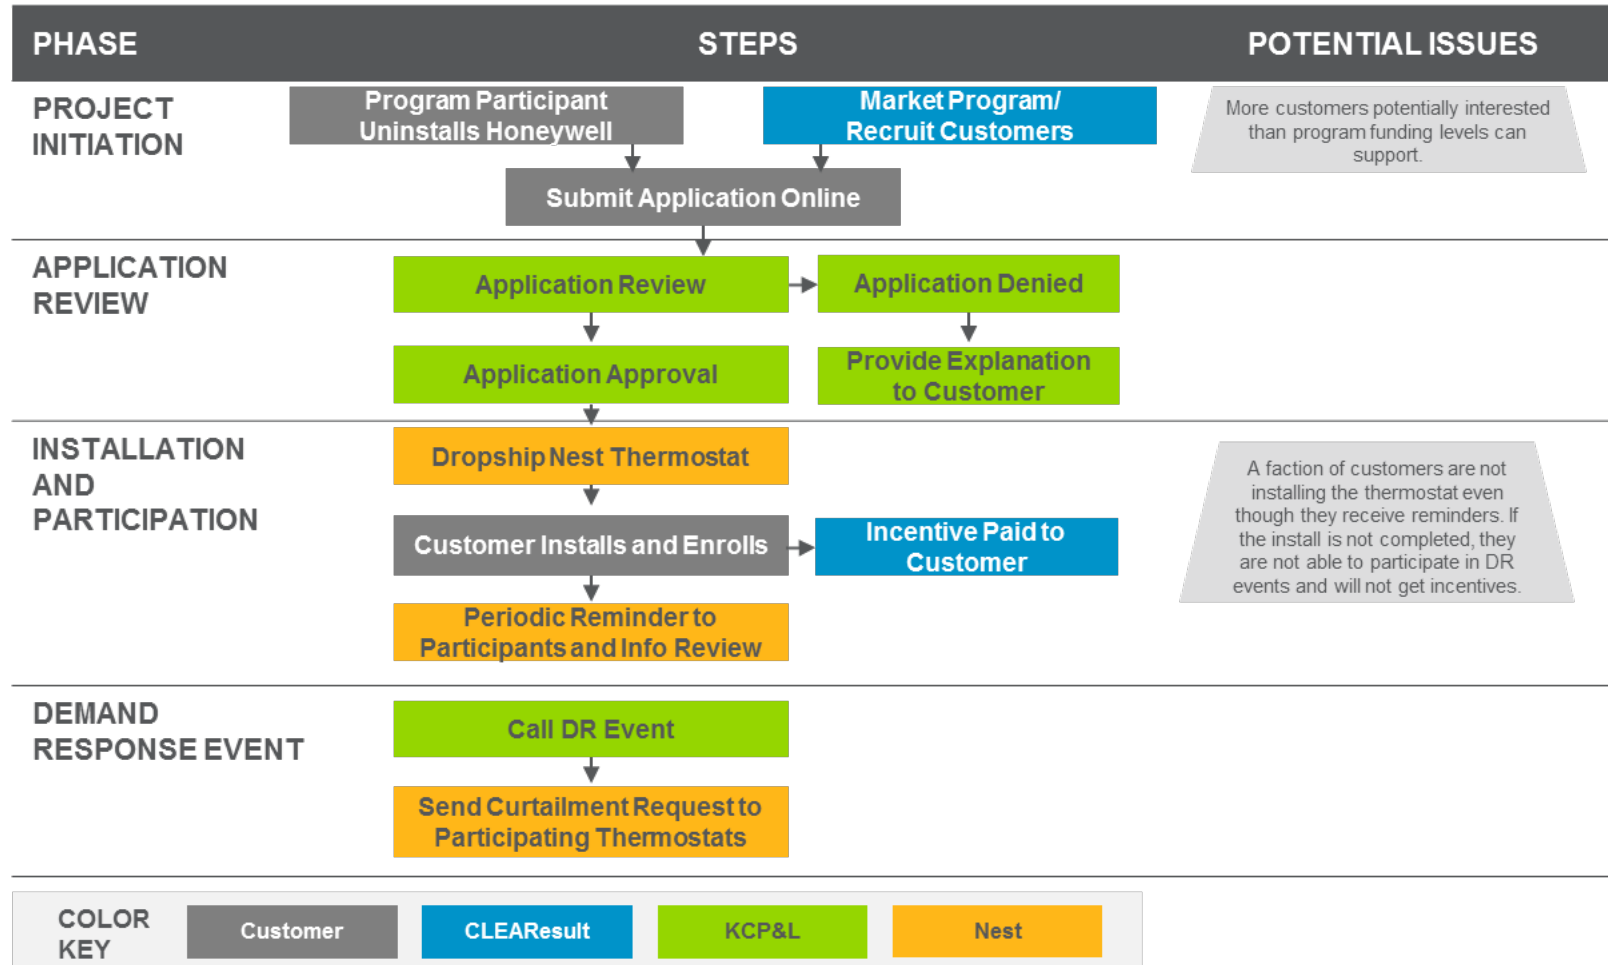 PHASE
STEPS
POTENTIAL ISSUES
PROJECT
INITIATION
Program Participant
Uninstalls Honeywell
Market Program/
Recruit Customers
Submit Application Online
More customers potentially interested
than program funding levels can
support.
APPLICATION
REVIEW
Application Review
Application Denied
Application Approval
Provide Explanation
to Customer
INSTALLATION
AND
PARTICIPATION
Dropship Nest Thermostat
Customer Installs and Enrolls
Incentive Paid to
Customer
Periodic Reminder to
Participants and Info Review
A faction of customers are not
installing the thermostat even
though they receive reminders. If
the install is not completed, they
are not able to participate in DR
events and will not get incentives.
DEMAND
RESPONSE EVENT
Call DR Event
Send Curtailment Request to
Participating Thermostats
COLOR
KEY
Customer
CLEAResult
KCP&L
Nest